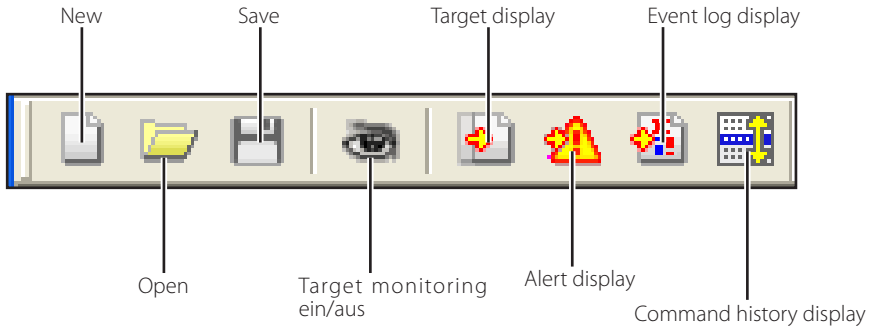 New
Save
Target display
Event log display
Open
Target monitoring
ein/aus
Alert display
Command history display